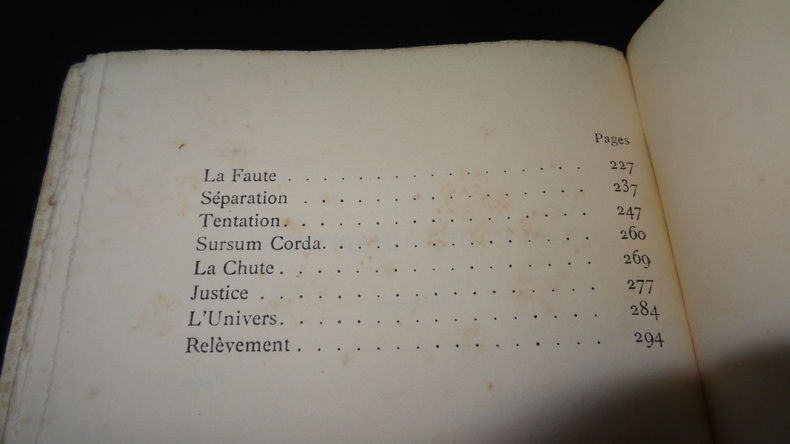 Pages
La Faute . . . . . . . . . . . . . . . . 227
Séparation . . . . . . . . . . . . . . . 237
Tentation. . . . . . . . . . . . . . . . 247
Sursum Corda. . . . . . . . . . . . . . 260
La Chute. . . . . . . . . . . . . . . . . 269
Justice . . . . . . . . . . . . . . . . . . 277
L'Univers. . . . . . . . . . . . . . . . . 284
Relèvement . . . . . . . . . . . . . . . . 294